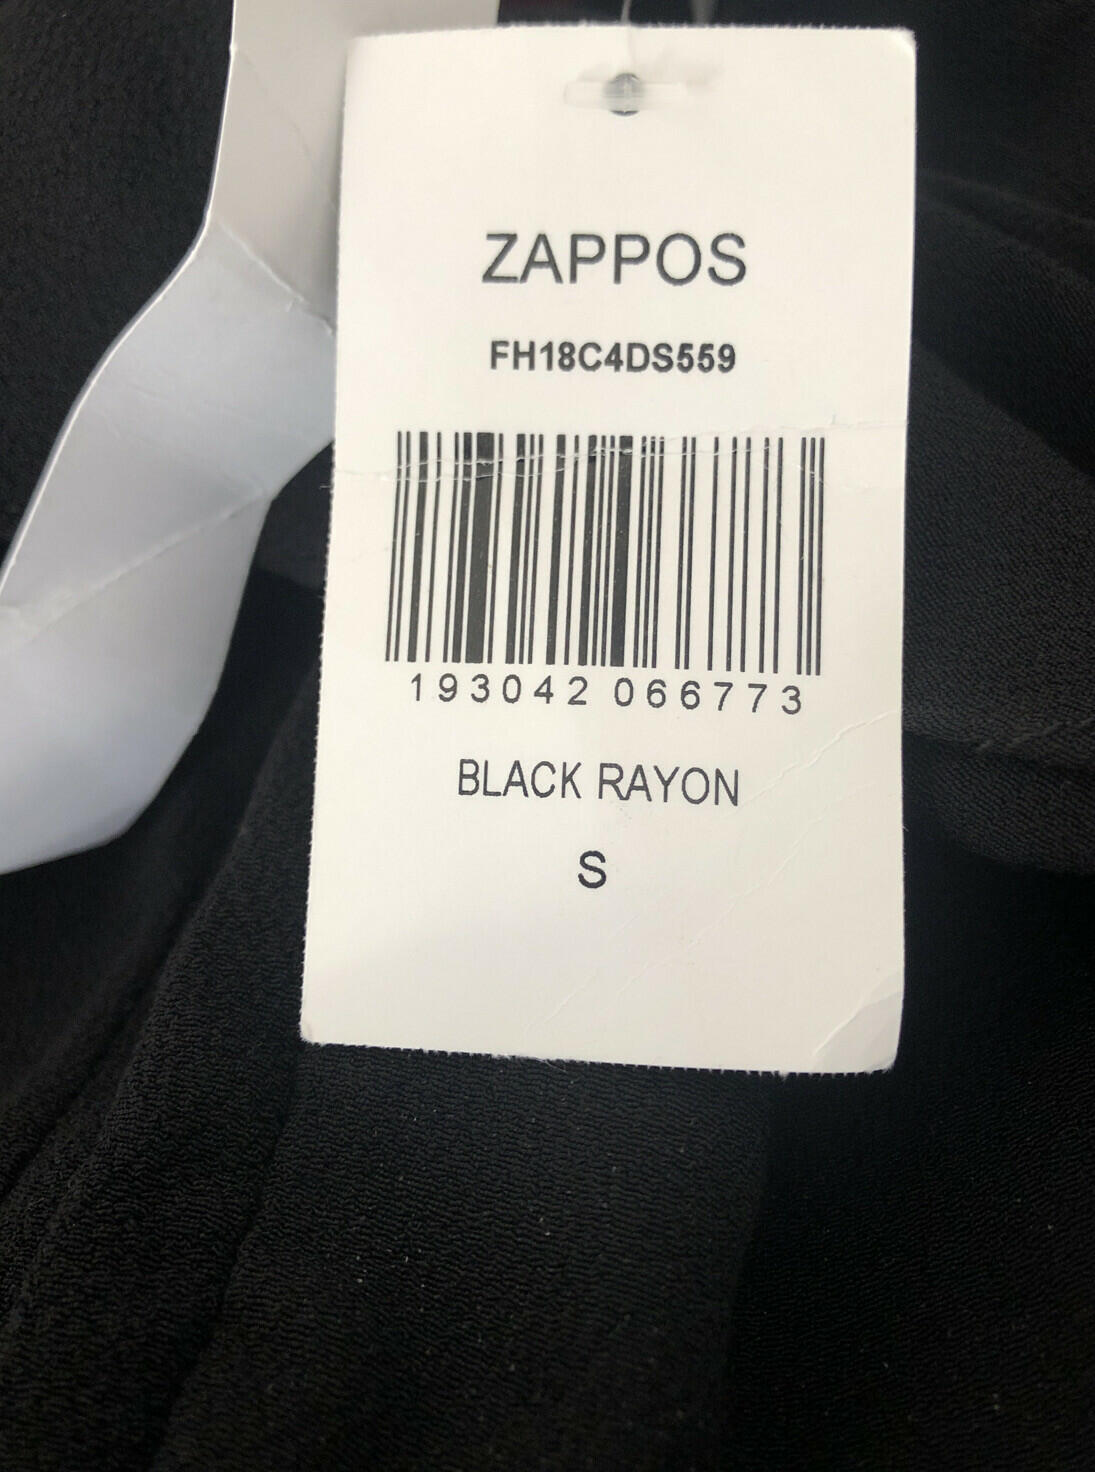 ZAPPOS
FH18C4DS559
193042 066773
BLACK RAYON
S